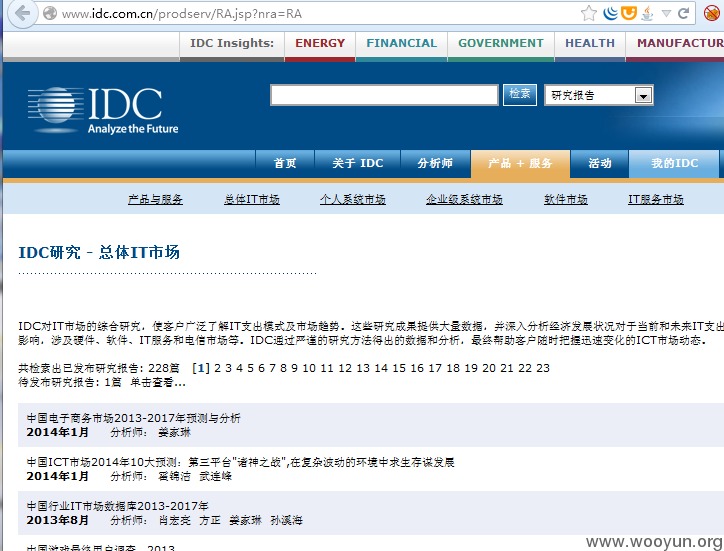 www.idc.com.cn/prodserv/RA.jsp?nra=RA
IDC Insights: ENERGY FINANCIAL GOVERNMENT HEALTH MANUFACTUR
IDC
Analyze the Future
检索 研究报告
首页 关于 IDC 分析师 产品 + 服务 活动 我的IDC
产品与服务 总体IT市场 个人系统市场 企业级系统市场 软件市场 IT服务市场
IDC研究 - 总体IT市场
IDC对IT市场的综合研究，使客户广泛了解IT支出模式及市场趋势。这些研究成果提供大量数据，并深入分析经济发展状况对于当前和未来IT支出
影响，涉及硬件、软件、IT服务和电信市场等。IDC通过严谨的研究方法得出的数据和分析，最终帮助客户随时把握迅速变化的ICT市场动态。
共检索出已发布研究报告: 228篇 [1] 2 3 4 5 6 7 8 9 10 11 12 13 14 15 16 17 18 19 20 21 22 23
待发布研究报告: 1篇 单击查看...
中国电子商务市场2013-2017年预测与分析
2014年1月 分析师: 姜家琳
中国ICT市场2014年10大预测: 第三平台"诸神之战",在复杂波动的环境中求生存谋发展
2014年1月 分析师: 霍锦洁 武连峰
中国行业IT市场数据库2013-2017年
2013年8月 分析师: 肖宏亮 方正 姜家琳 孙溪海
中国游戏最终用户调查, 2013
www.wooyun.org